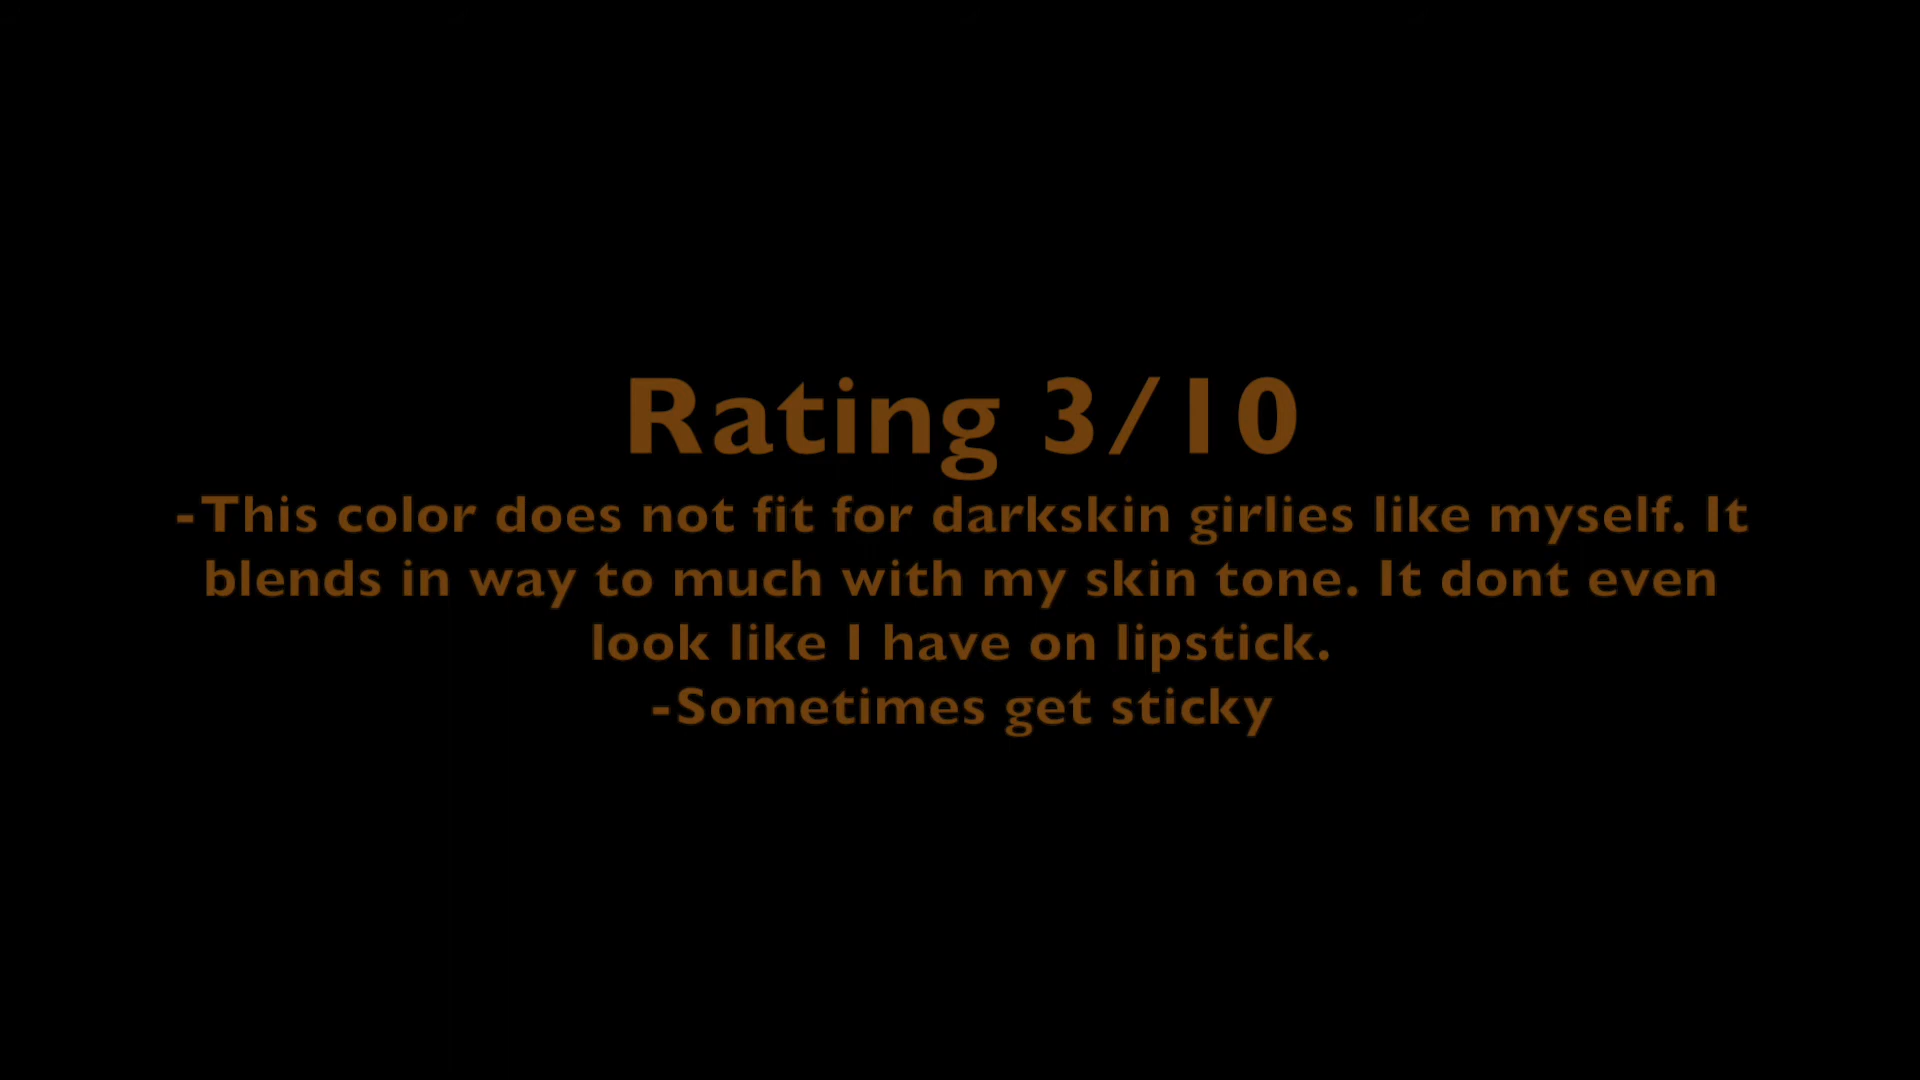 Rating 3/10
-This color does not fit for darkskin girlies like myself. It
blends in way to much with my skin tone. It dont even
look like I have on lipstick.
-Sometimes get sticky